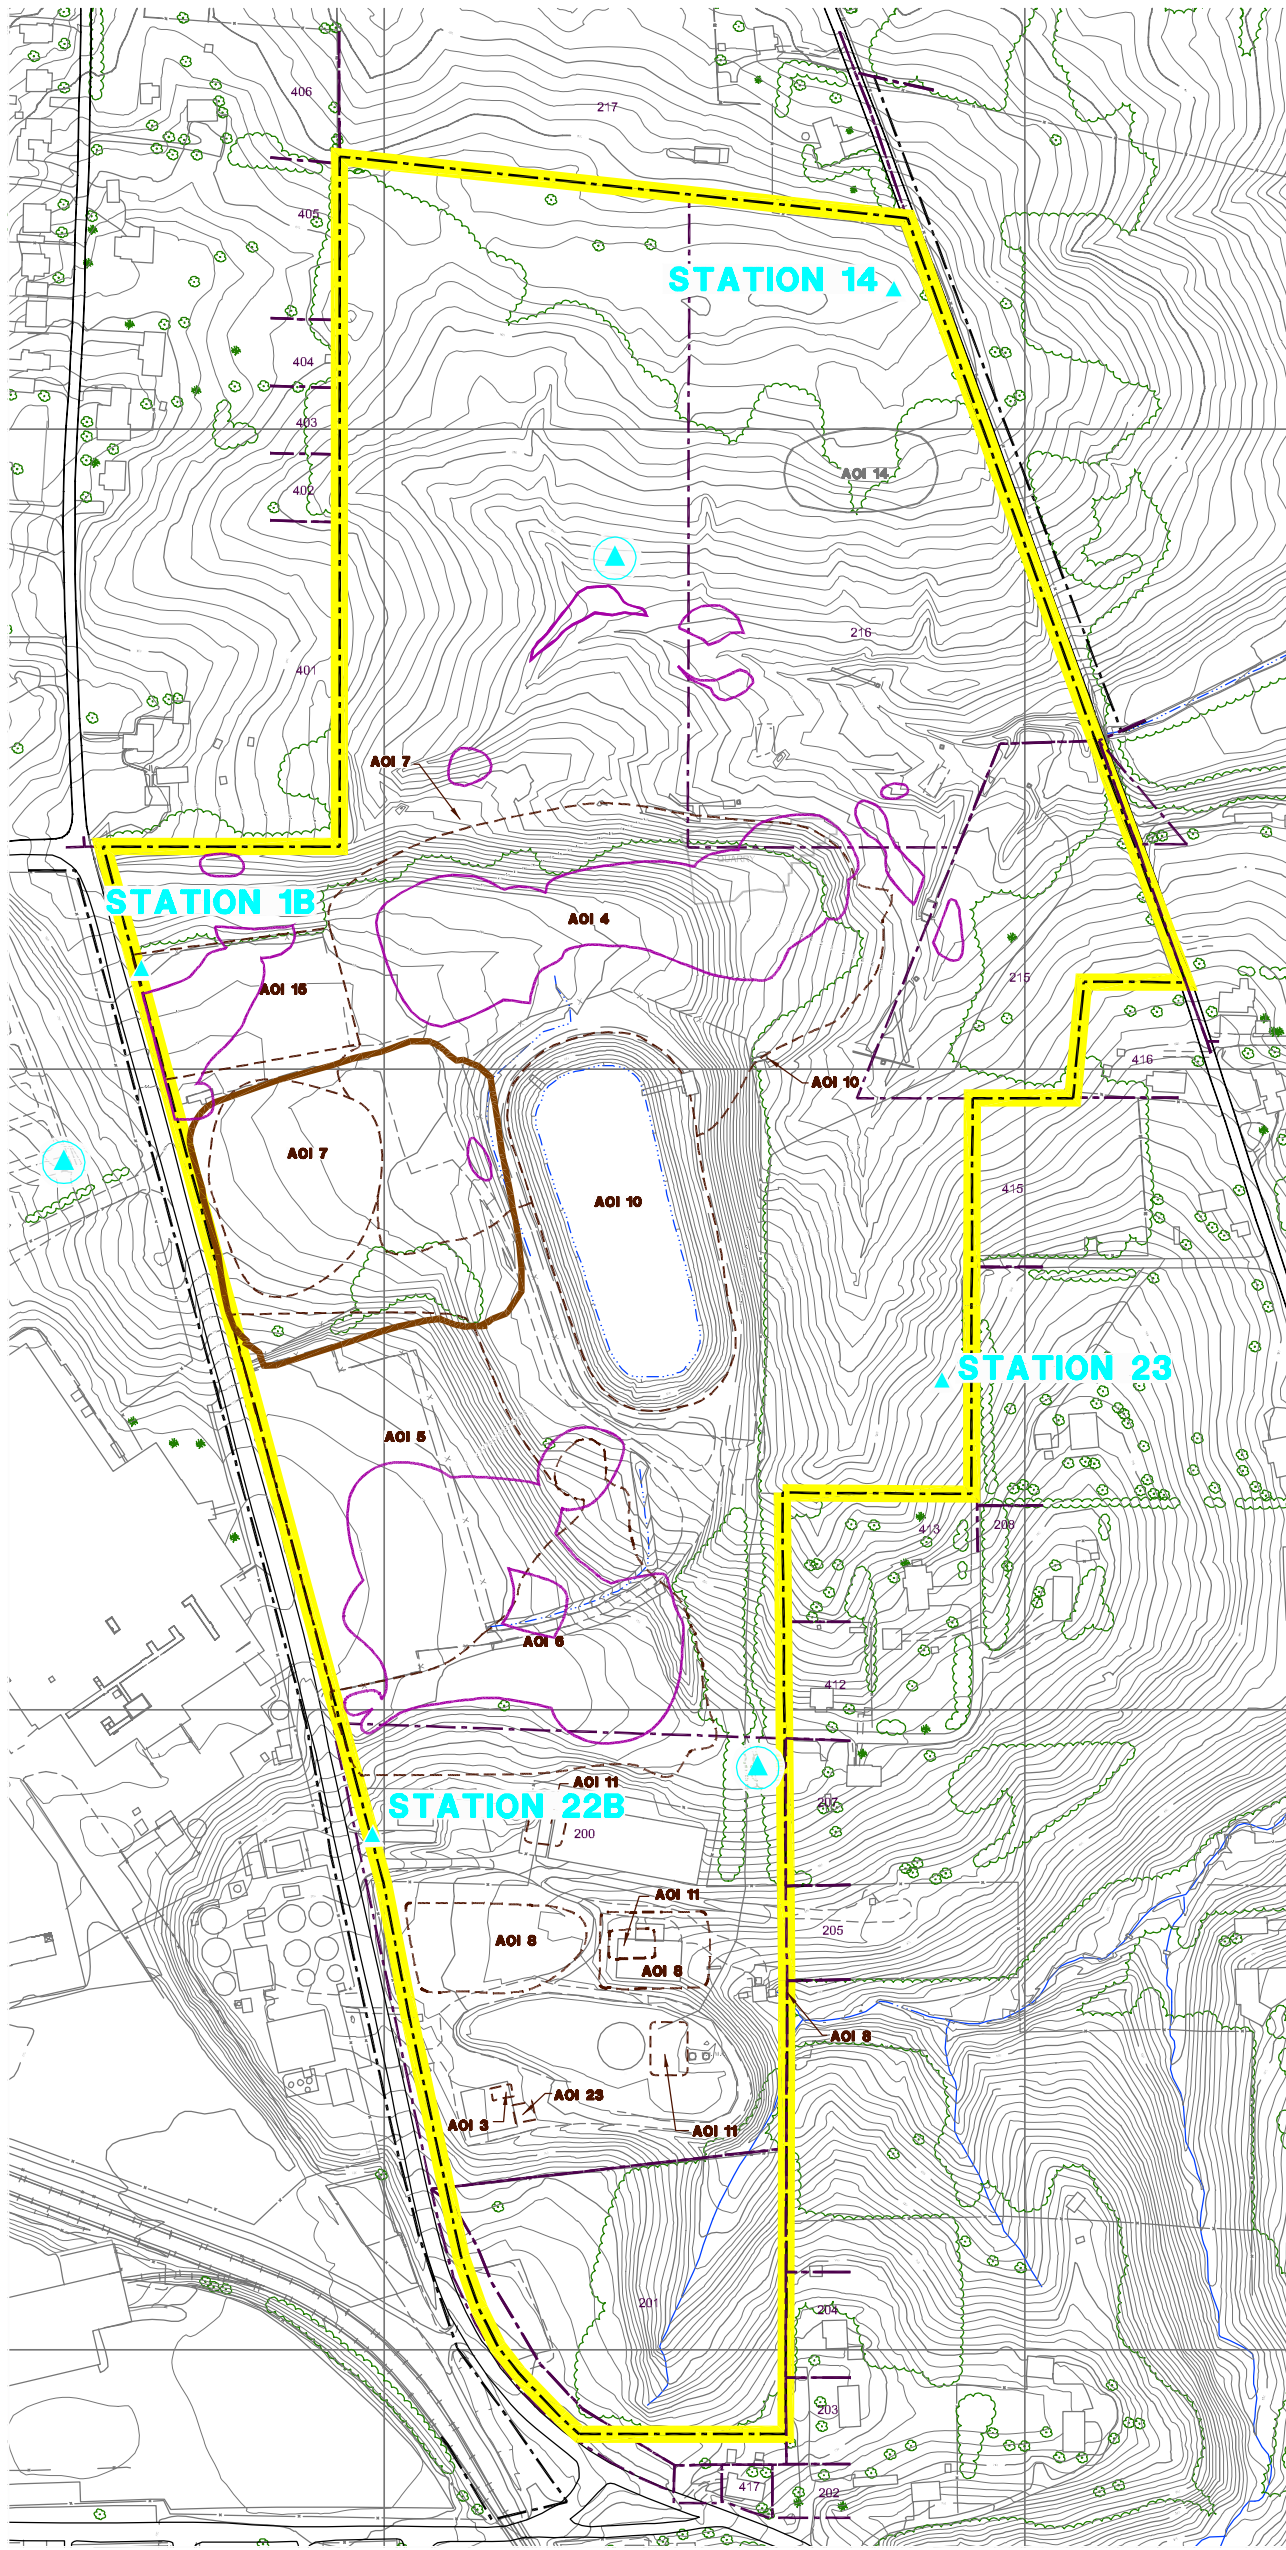 406
217
405
STATION 14
404
403
AOI 14
402
216
401
AOI 7
STATION 1B
AOI 4
AOI 15
215
416
AOI 10
AOI 7
415
AOI 10
STATION 23
AOI 5
413
208
AOI 6
412
AOI 11
207
STATION 22B
200
AOI 11
205
AOI 8
AOI 8
AOI 8
AOI 23
AOI 3
AOI 11
201
204
203
417
202